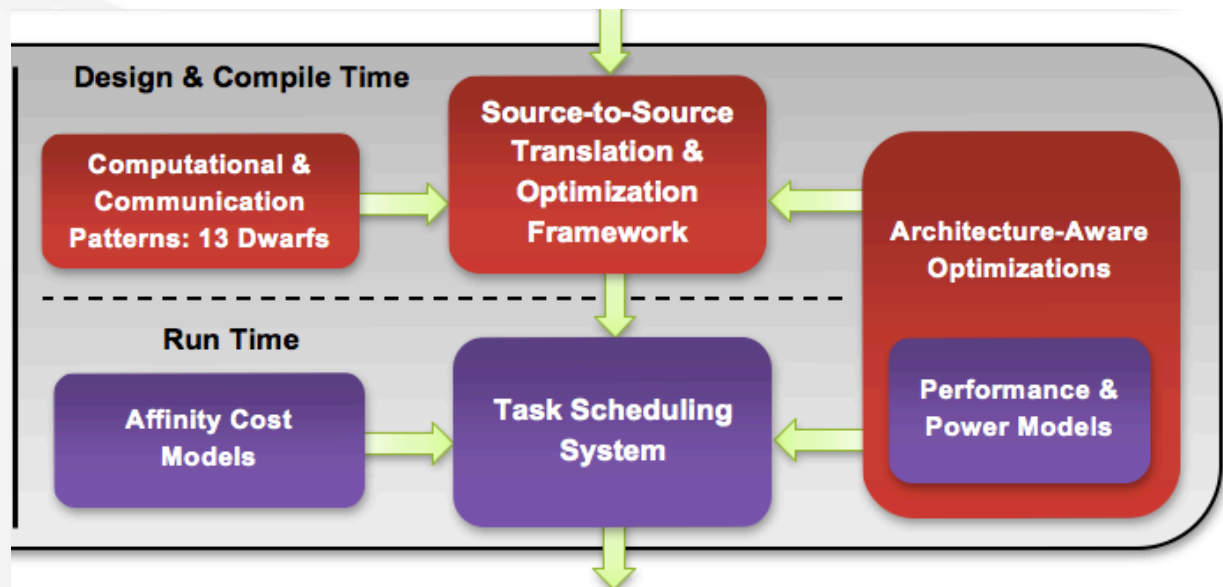 Design & Compile Time
Source-to-Source
Translation &
Optimization
Framework
Computational &
Communication
Patterns: 13 Dwarfs
Architecture-Aware
Optimizations
Run Time
Affinity Cost
Models
Task Scheduling
System
Performance &
Power Models